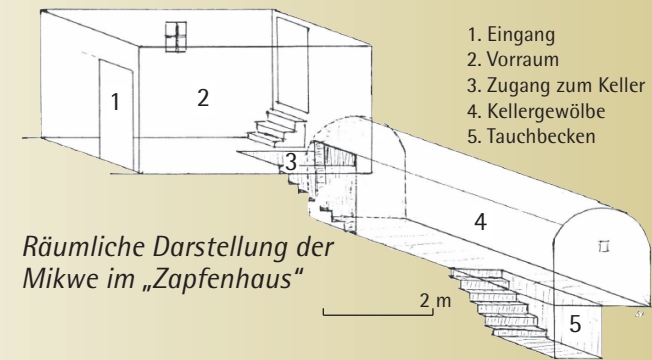 1. Eingang
2. Vorraum
3. Zugang zum Keller
4. Kellergewölbe
5. Tauchbecken
1
2
3
4
5
Räumliche Darstellung der
Mikwe im „Zapfenhaus“
2 m